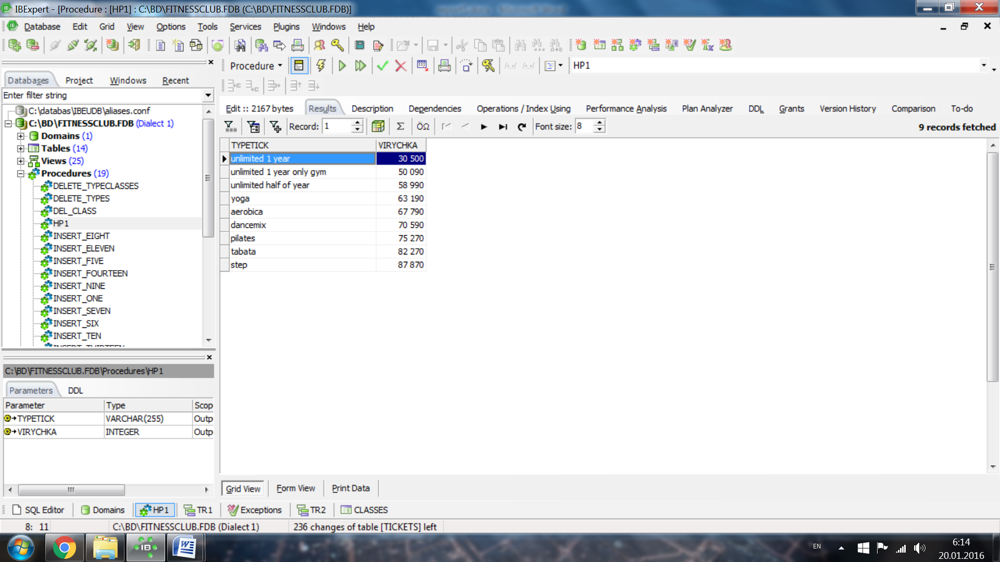 IBExpert - [Procedure : [HP1] : C:\BD\FITNESSCLUB.FDB (C:\BD\FITNESSCLUB.FDB)]
Database Edit Grid View Options Tools Services Plugins Windows Help
Procedure HP1
Databases Project Windows Recent
Enter filter string
C:\databas\IBEUDB\aliases.conf
C:\BD\FITNESSCLUB.FDB (Dialect 1)
Domains (1)
Tables (14)
Views (25)
Procedures (19)
DELETE_TYPECLASSES
DELETE_TYPES
DEL_CLASS
HP1
INSERT_EIGHT
INSERT_ELEVEN
INSERT_FIVE
INSERT_FOURTEEN
INSERT_NINE
INSERT_ONE
INSERT_SEVEN
INSERT_SIX
INSERT_TEN
INSERT_THIRTEEN
C:\BD\FITNESSCLUB.FDB\Procedures\HP1
Parameters DDL
Parameter Type Scop
TYPETICK VARCHAR(255) Outp
VIRYCHKA INTEGER Outp
Edit :: 2167 bytes Results Description Dependencies Operations / Index Using Performance Analysis Plan Analyzer DDL Grants Version History Comparison To-do
Record: 1 Σ ÖΩ Font size: 8 9 records fetched
TYPETICK VIRYCHKA
unlimited 1 year 30 500
unlimited 1 year only gym 50 090
unlimited half of year 58 990
yoga 63 190
aerobica 67 790
dancemix 70 590
pilates 75 270
tabata 82 270
step 87 870
Grid View Form View Print Data
SQL Editor Domains HP1 TR1 Exceptions TR2 CLASSES
8: 11 C:\BD\FITNESSCLUB.FDB (Dialect 1) 236 changes of table [TICKETS] left
IB EN 6:14
20.01.2016